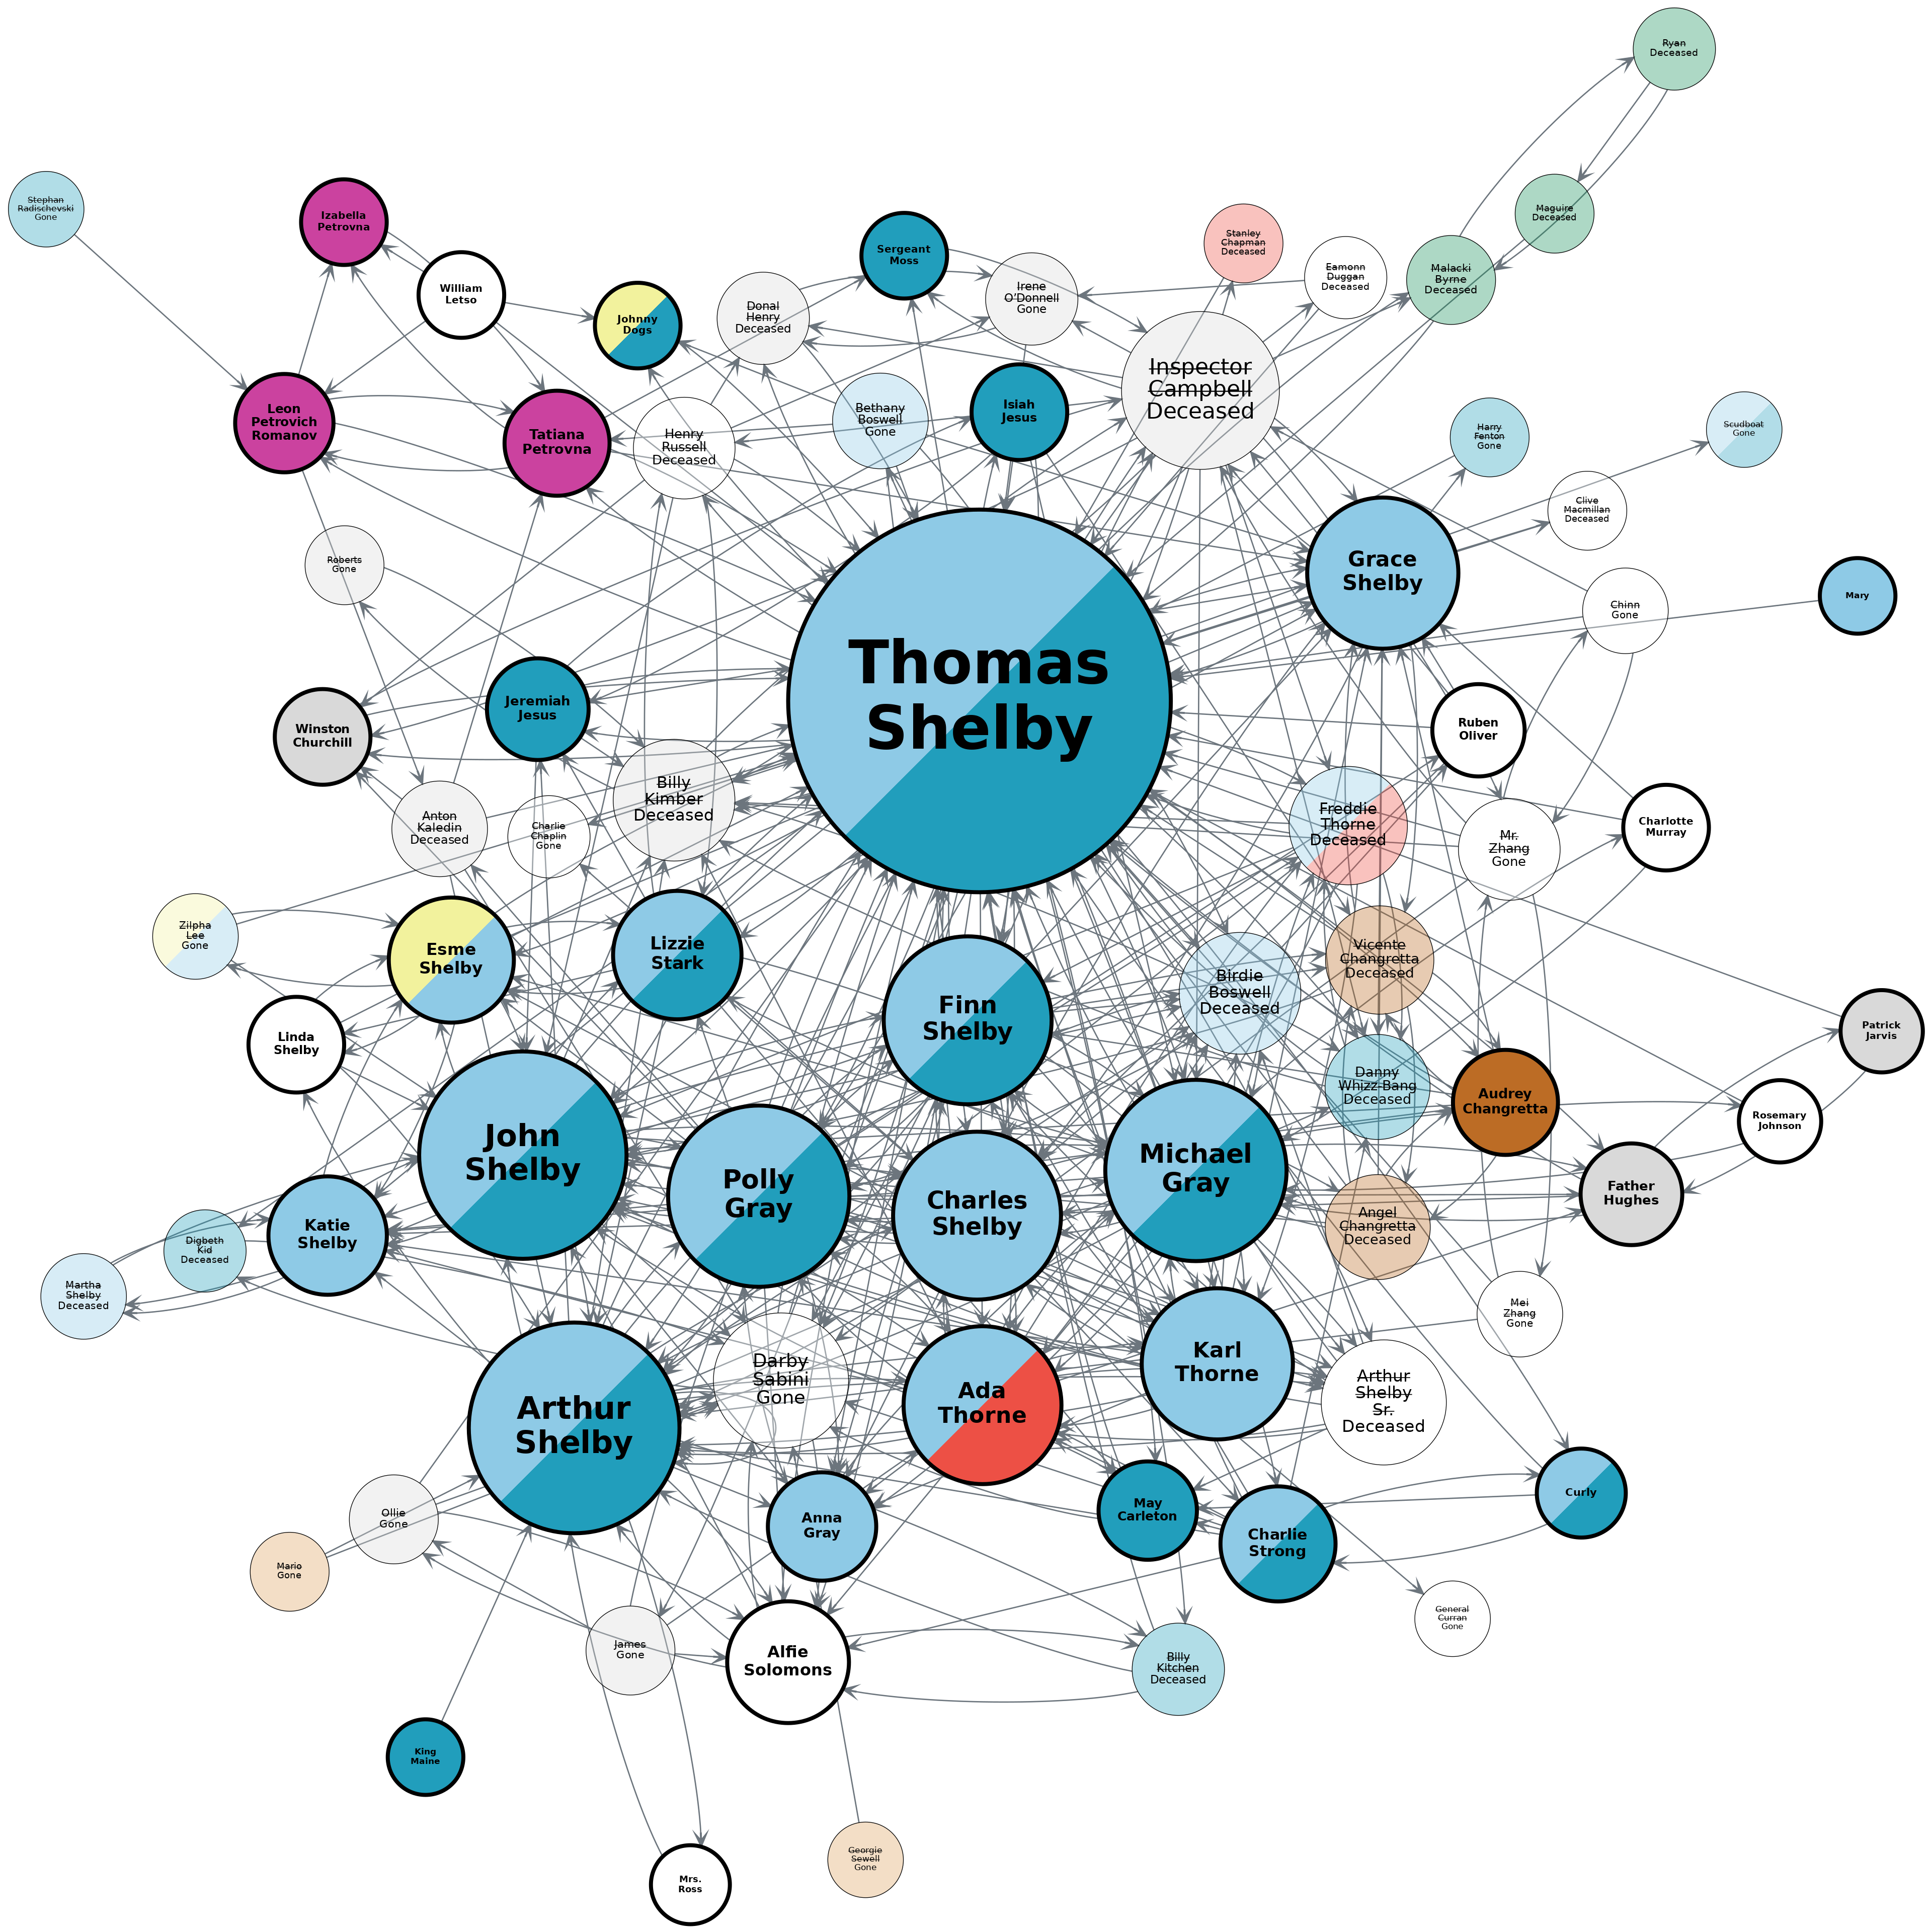 Ryan
Deceased
Stephan
Radischevski
Gone
Izabella
Petrovna
Maguire
Deceased
Sergeant
Moss
Stanley
Chapman
Deceased
Eamonn
Duggan
Deceased
Malacki
Byrne
Deceased
William
Letso
Irene
O'Donnell
Gone
Donal
Henry
Deceased
Johnny
Dogs
Inspector
Campbell
Deceased
Isiah
Jesus
Bethany
Boswell
Gone
Leon
Petrovich
Romanov
Scudboat
Gone
Harry
Fenton
Gone
Tatiana
Petrovna
Henry
Russell
Deceased
Clive
Macmillan
Deceased
Roberts
Gone
Grace
Shelby
Mary
Chinn
Gone
Thomas
Shelby
Jeremiah
Jesus
Ruben
Oliver
Winston
Churchill
Billy
Kimber
Deceased
Freddie
Thorne
Deceased
Charlotte
Murray
Anton
Kaledin
Deceased
Charlie
Chaplin
Gone
Mr.
Zhang
Gone
Zilpha
Lee
Gone
Lizzie
Stark
Esme
Shelby
Vicente
Changretta
Deceased
Birdie
Boswell
Deceased
Finn
Shelby
Patrick
Jarvis
Linda
Shelby
Danny
Whizz-Bang
Deceased
Audrey
Changretta
Rosemary
Johnson
John
Shelby
Michael
Gray
Polly
Gray
Father
Hughes
Charles
Shelby
Angel
Changretta
Deceased
Katie
Shelby
Digbeth
Kid
Deceased
Martha
Shelby
Deceased
Mei
Zhang
Gone
Karl
Thorne
Darby
Sabini
Gone
Arthur
Shelby
Sr.
Deceased
Ada
Thorne
Arthur
Shelby
Curly
May
Carleton
Ollie
Gone
Anna
Gray
Charlie
Strong
Mario
Gone
General
Curran
Gone
James
Gone
Alfie
Solomons
Billy
Kitchen
Deceased
King
Maine
Georgie
Sewell
Gone
Mrs.
Ross